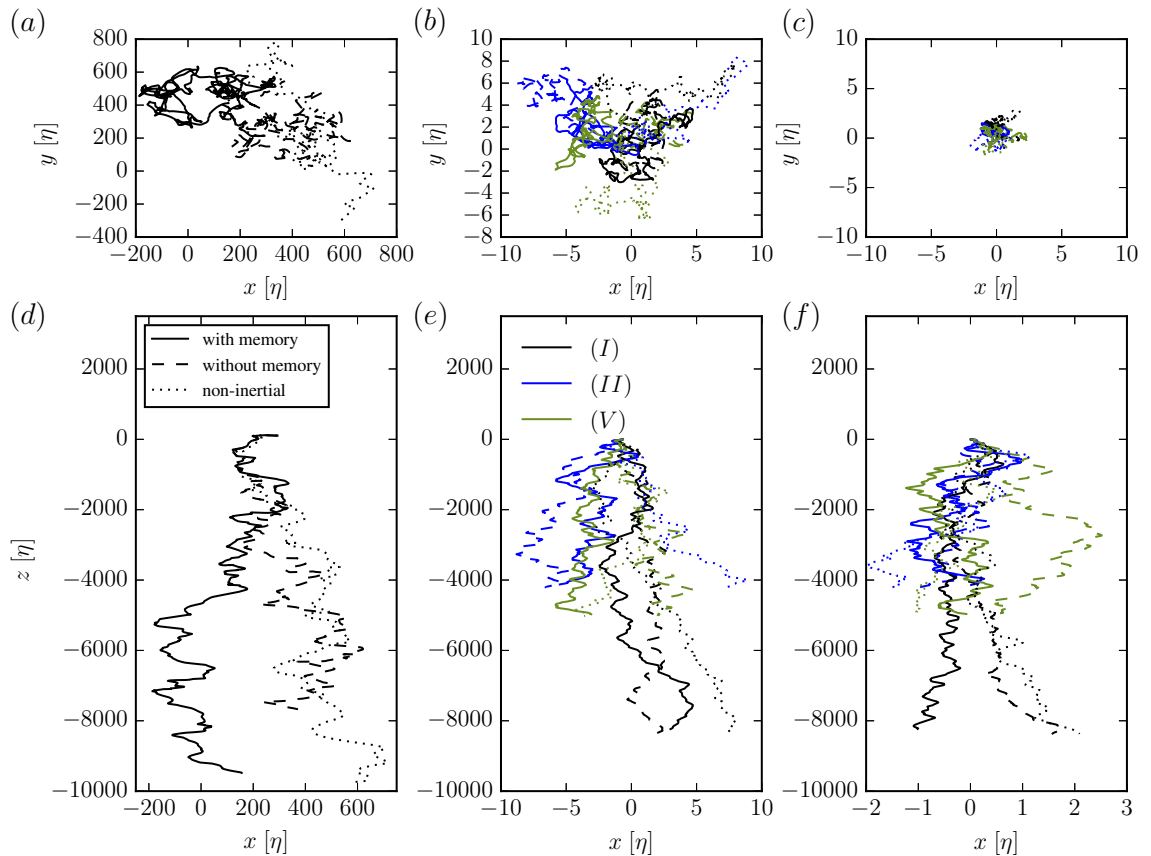 (a)
800
600
400
200
0
−200
−400
y [η]
−200 0 200 400 600 800
x [η]
(b)
10
8
6
4
2
0
−2
−4
−6
−8
y [η]
−10 −5 0 5 10
x [η]
(c)
10
5
0
−5
−10
y [η]
−10 −5 0 5 10
x [η]
(d)
with memory
without memory
non-inertial
2000
0
−2000
−4000
−6000
−8000
−10000
z [η]
−200 0 200 400 600
x [η]
(e)
(I)
(II)
(V)
2000
0
−2000
−4000
−6000
−8000
−10000
−10 −5 0 5 10
x [η]
(f)
2000
0
−2000
−4000
−6000
−8000
−10000
−2 −1 0 1 2 3
x [η]